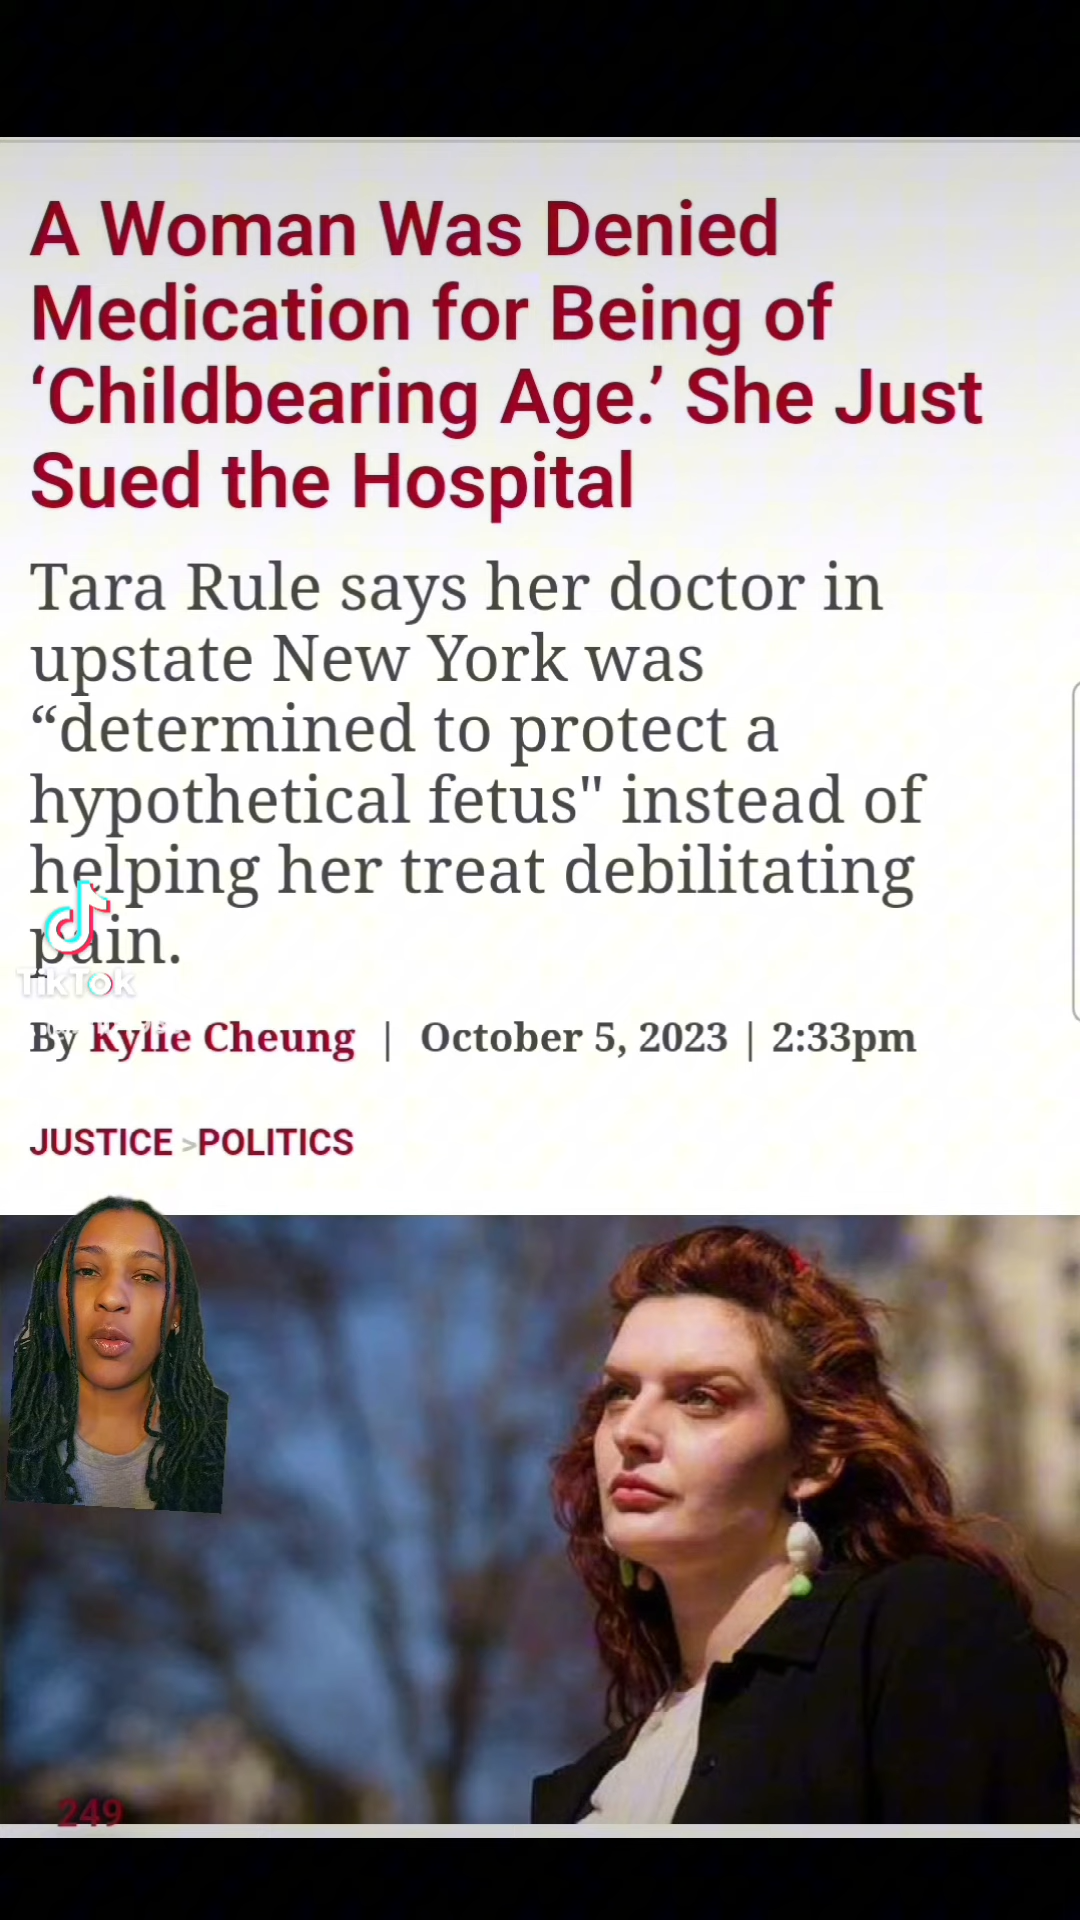 A Woman Was Denied
Medication for Being of
‘Childbearing Age.’ She Just
Sued the Hospital
Tara Rule says her doctor in
upstate New York was
“determined to protect a
hypothetical fetus" instead of
helping her treat debilitating
pain.
TikTok
By Kylie Cheung | October 5, 2023 | 2:33pm
JUSTICE >POLITICS
249